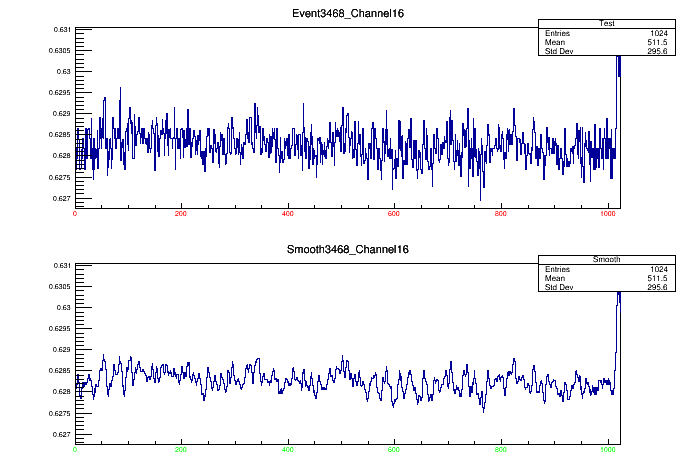 Event3468_Channel16
Test
Entries 1024
Mean 511.5
Std Dev 295.6
0.631
0.6305
0.63
0.6295
0.629
0.6285
0.628
0.6275
0.627
0 200 400 600 800 1000
Smooth3468_Channel16
Smooth
Entries 1024
Mean 511.5
Std Dev 295.6
0.631
0.6305
0.63
0.6295
0.629
0.6285
0.628
0.6275
0.627
0 200 400 600 800 1000